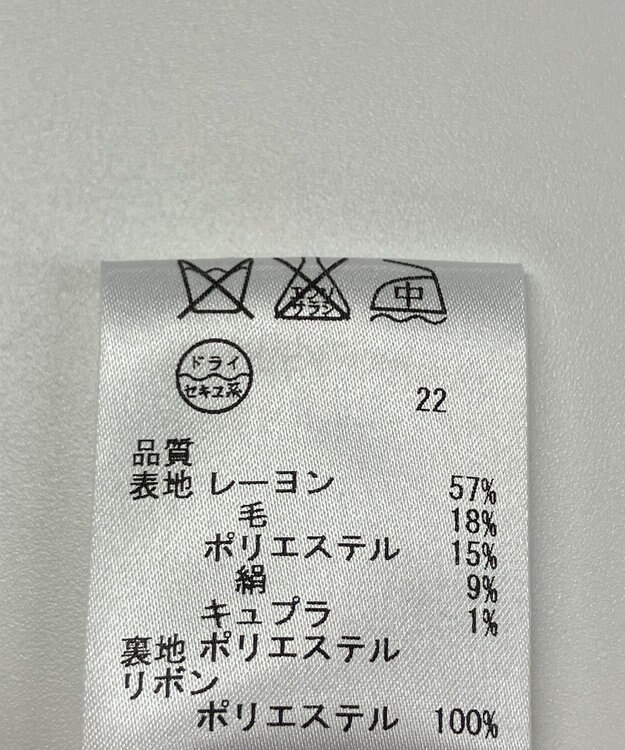 エンソ サラシ 中
ドライ
セキユ系
22
品質
表地 レーヨン 57%
毛 18%
ポリエステル 15%
絹 9%
キュプラ 1%
裏地 ポリエステル
リボン
ポリエステル 100%